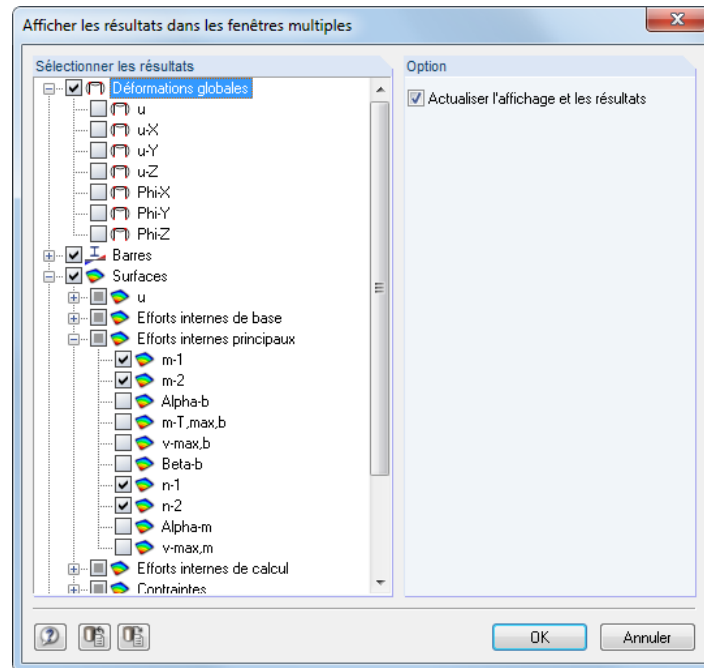 Afficher les résultats dans les fenêtres multiples
Sélectionner les résultats
Déformations globales
u
u-X
u-Y
u-Z
Phi-X
Phi-Y
Phi-Z
Barres
Surfaces
u
Efforts internes de base
Efforts internes principaux
m-1
m-2
Alpha-b
m-T,max,b
v-max,b
Beta-b
n-1
n-2
Alpha-m
v-max,m
Efforts internes de calcul
Contraintes
Option
Actualiser l'affichage et les résultats
OK
Annuler